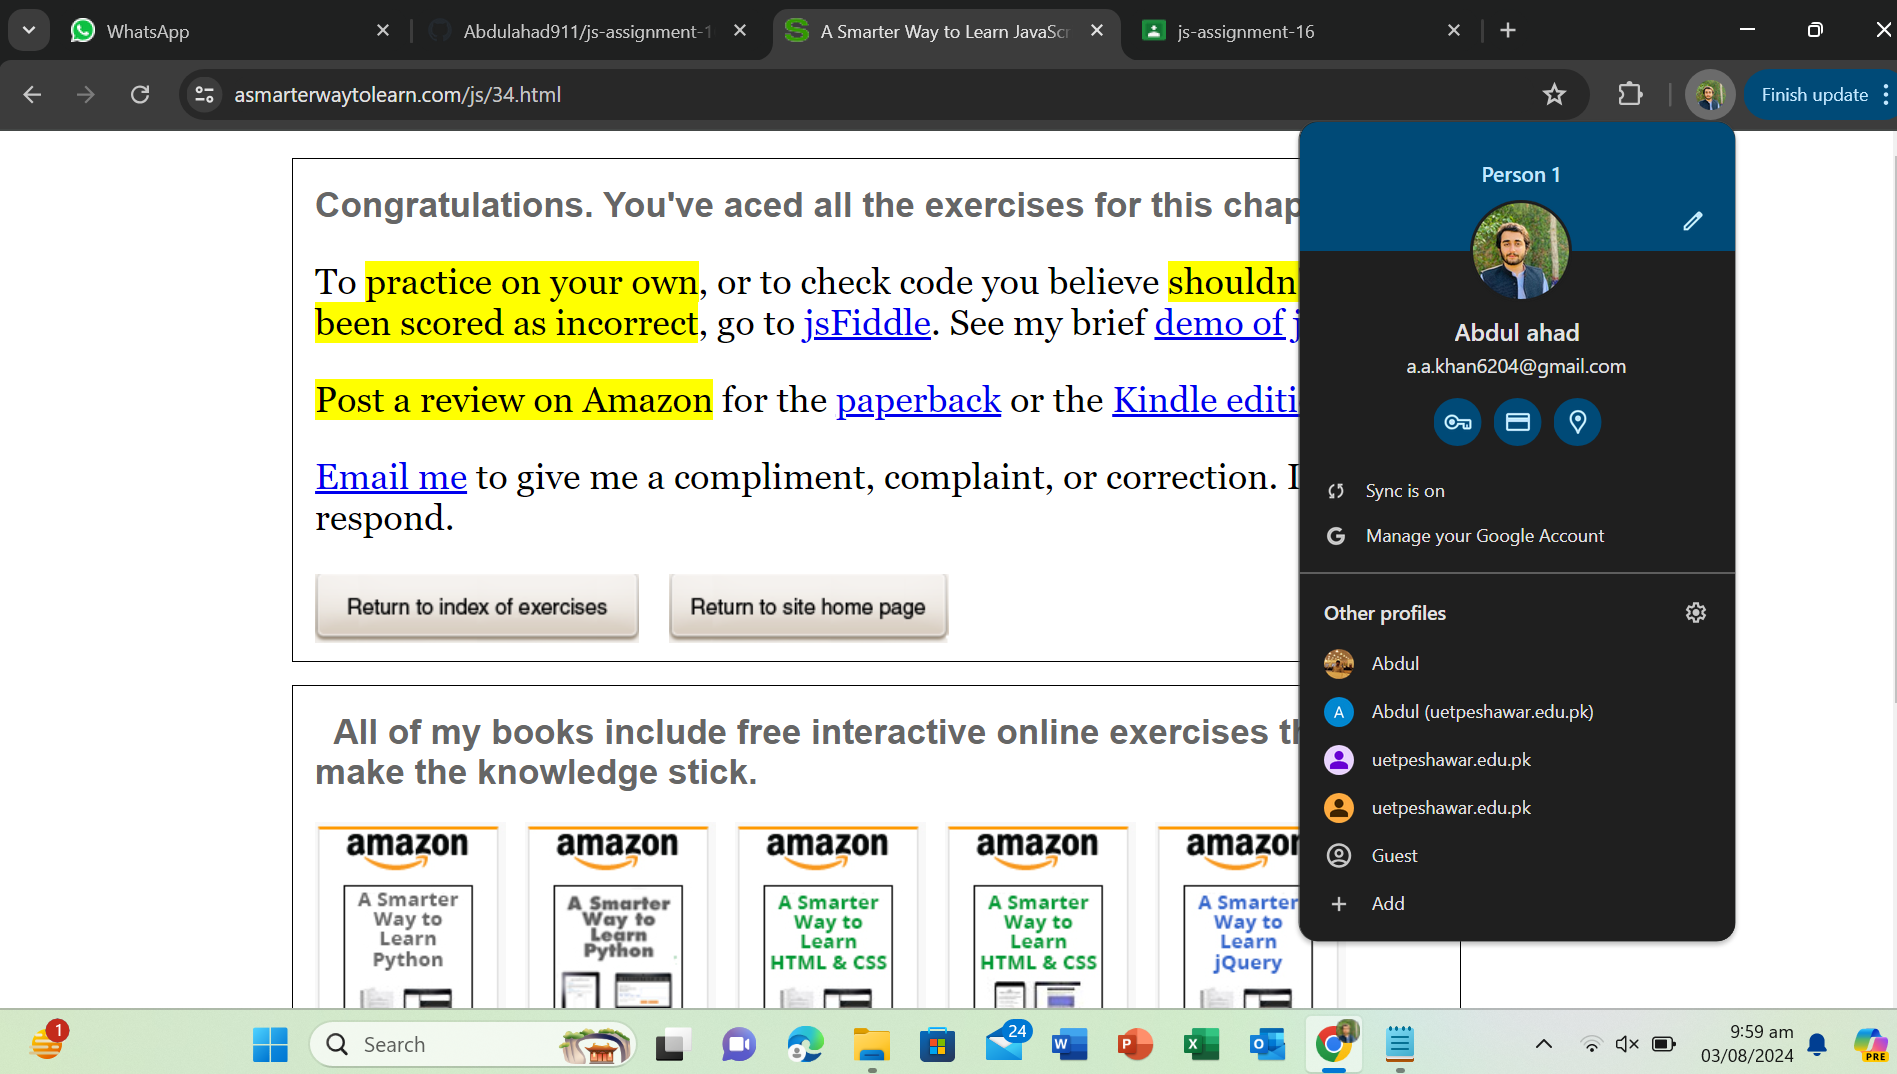 WhatsApp
Abdulahad911/js-assignment-1
A Smarter Way to Learn JavaScr
js-assignment-16
asmarterwaytolearn.com/js/34.html
Finish update
Congratulations. You've aced all the exercises for this chap
To practice on your own, or to check code you believe shouldn
been scored as incorrect, go to jsFiddle. See my brief demo of j
Post a review on Amazon for the paperback or the Kindle editi
Email me to give me a compliment, complaint, or correction. I
respond.
Return to index of exercises
Return to site home page
All of my books include free interactive online exercises th
make the knowledge stick.
amazon
A Smarter
Way to
Learn
Python
amazon
A Smarter
Way to
Learn
Python
amazon
A Smarter
Way to
Learn
HTML & CSS
amazon
A Smarter
Way to
Learn
HTML & CSS
amazon
A Smarter
Way to
Learn
jQuery
Person 1
Abdul ahad
a.a.khan6204@gmail.com
Sync is on
Manage your Google Account
Other profiles
Abdul
A
Abdul (uetpeshawar.edu.pk)
uetpeshawar.edu.pk
uetpeshawar.edu.pk
Guest
Add
1
Search
24
9:59 am
03/08/2024
PRE